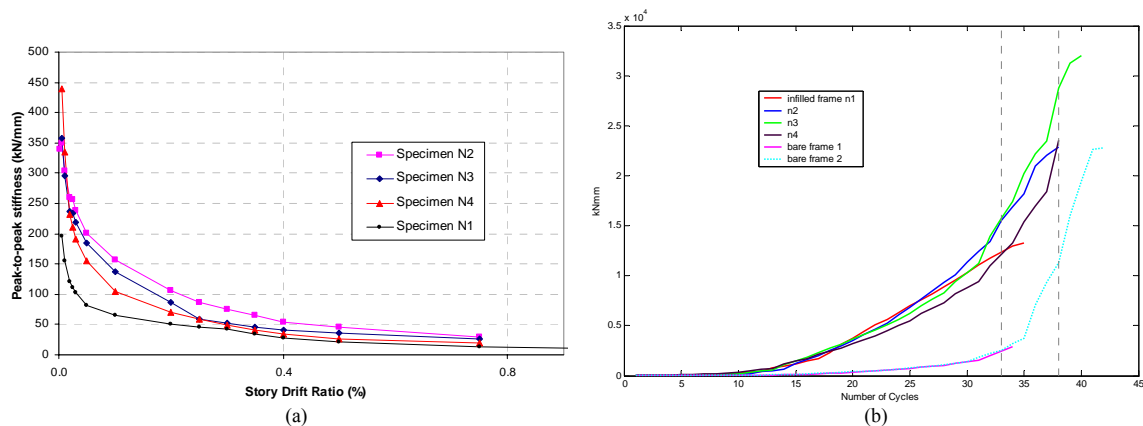 500
450
400
350
300
250
200
150
100
50
0
Peak-to-peak stiffness (kN/mm)
0.0
0.4
0.8
Story Drift Ratio (%)
Specimen N2
Specimen N3
Specimen N4
Specimen N1
(a)
x 10⁴
3.5
3
2.5
2
1.5
1
0.5
0
kNmm
0
5
10
15
20
25
30
35
40
45
Number of Cycles
infilled frame n1
n2
n3
n4
bare frame 1
bare frame 2
(b)